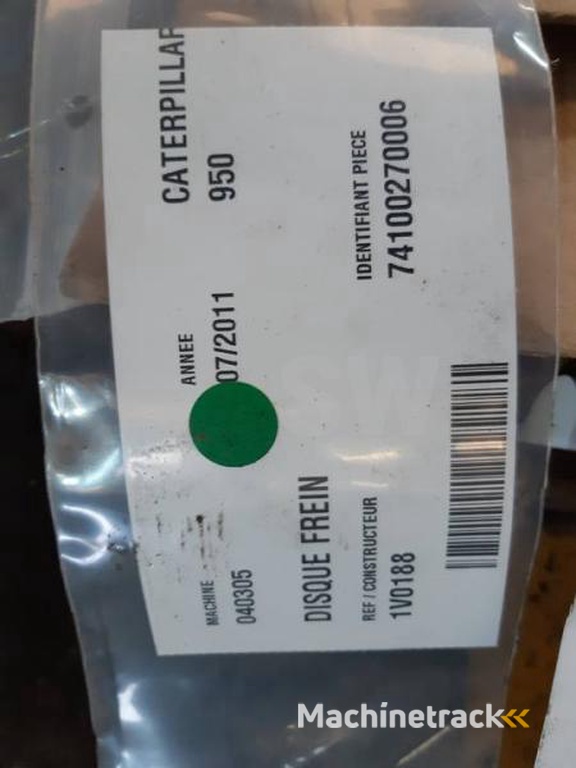 MACHINE
040305
ANNEE
07/2011
CATERPILLAR
950
DISQUE FREIN
REF / CONSTRUCTEUR
1V0188
IDENTIFIANT PIECE
74100270006
Machinetrack